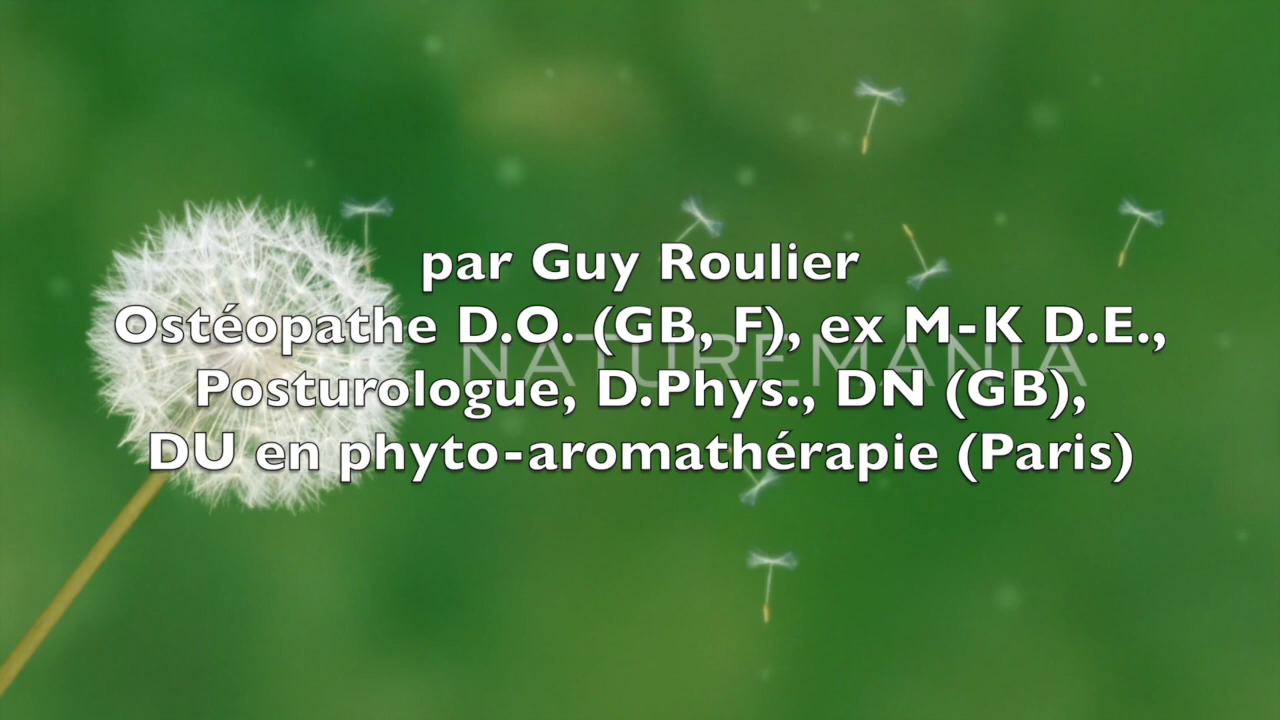 par Guy Roulier
Ostéopathe D.O. (GB, F), ex M-K D.E.,
NATUREMANIA
Posturologue, D.Phys., DN (GB),
DU en phyto-aromathérapie (Paris)